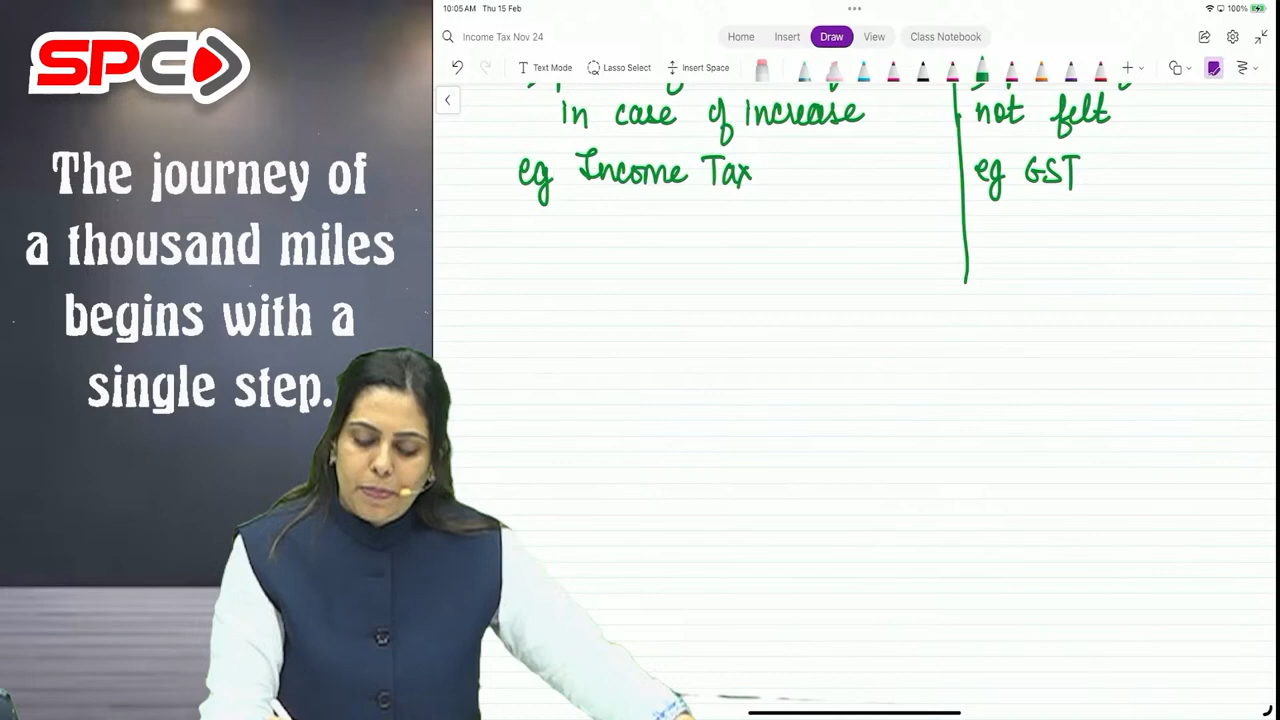 10:05 AM Thu 15 Feb
100%
Income Tax Nov 24
Home Insert Draw View Class Notebook
Text Mode Lasso Select Insert Space
SPE
The journey of
a thousand miles
begins with a
single step.
in case of increase
not felt
eg Income Tax
eg GST